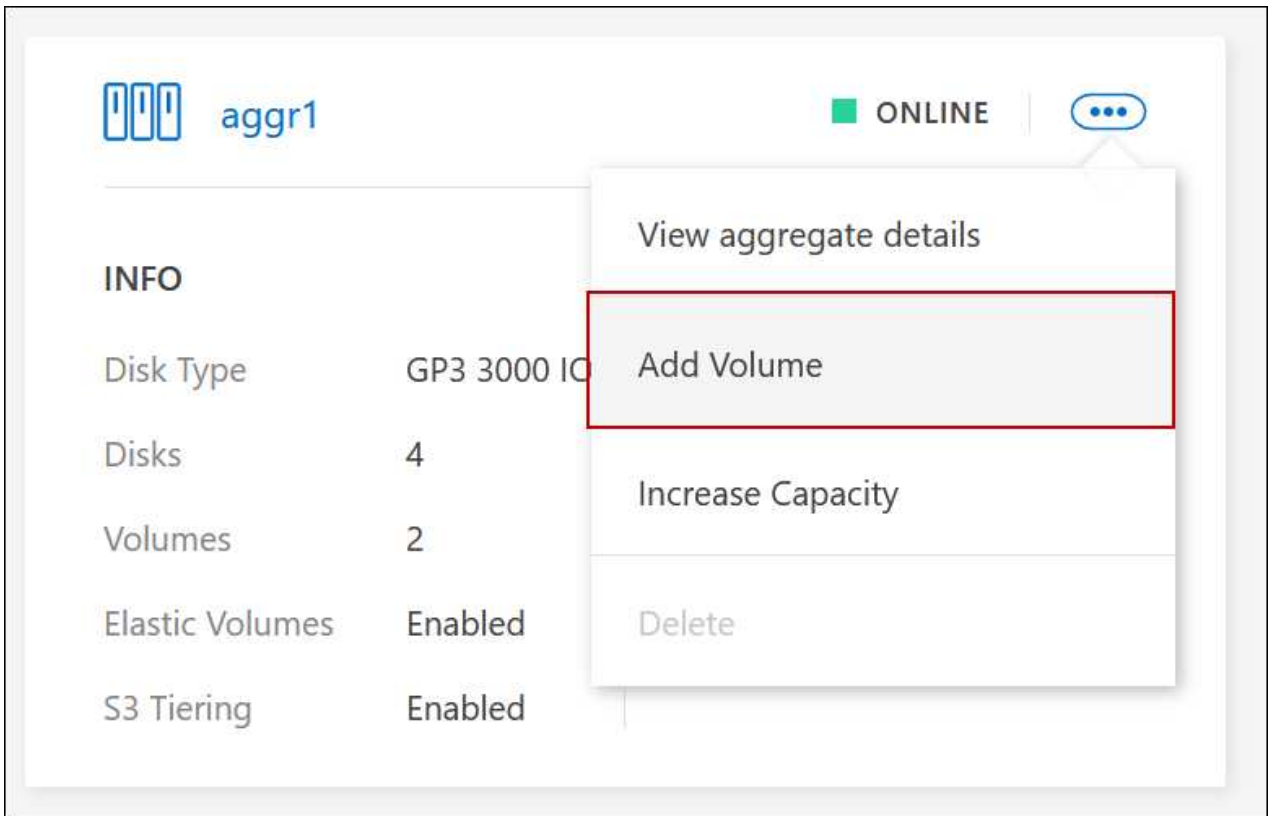 aggr1
ONLINE
View aggregate details
INFO
Add Volume
Disk Type GP3 3000 IO
Disks 4
Increase Capacity
Volumes 2
Elastic Volumes Enabled
Delete
S3 Tiering Enabled